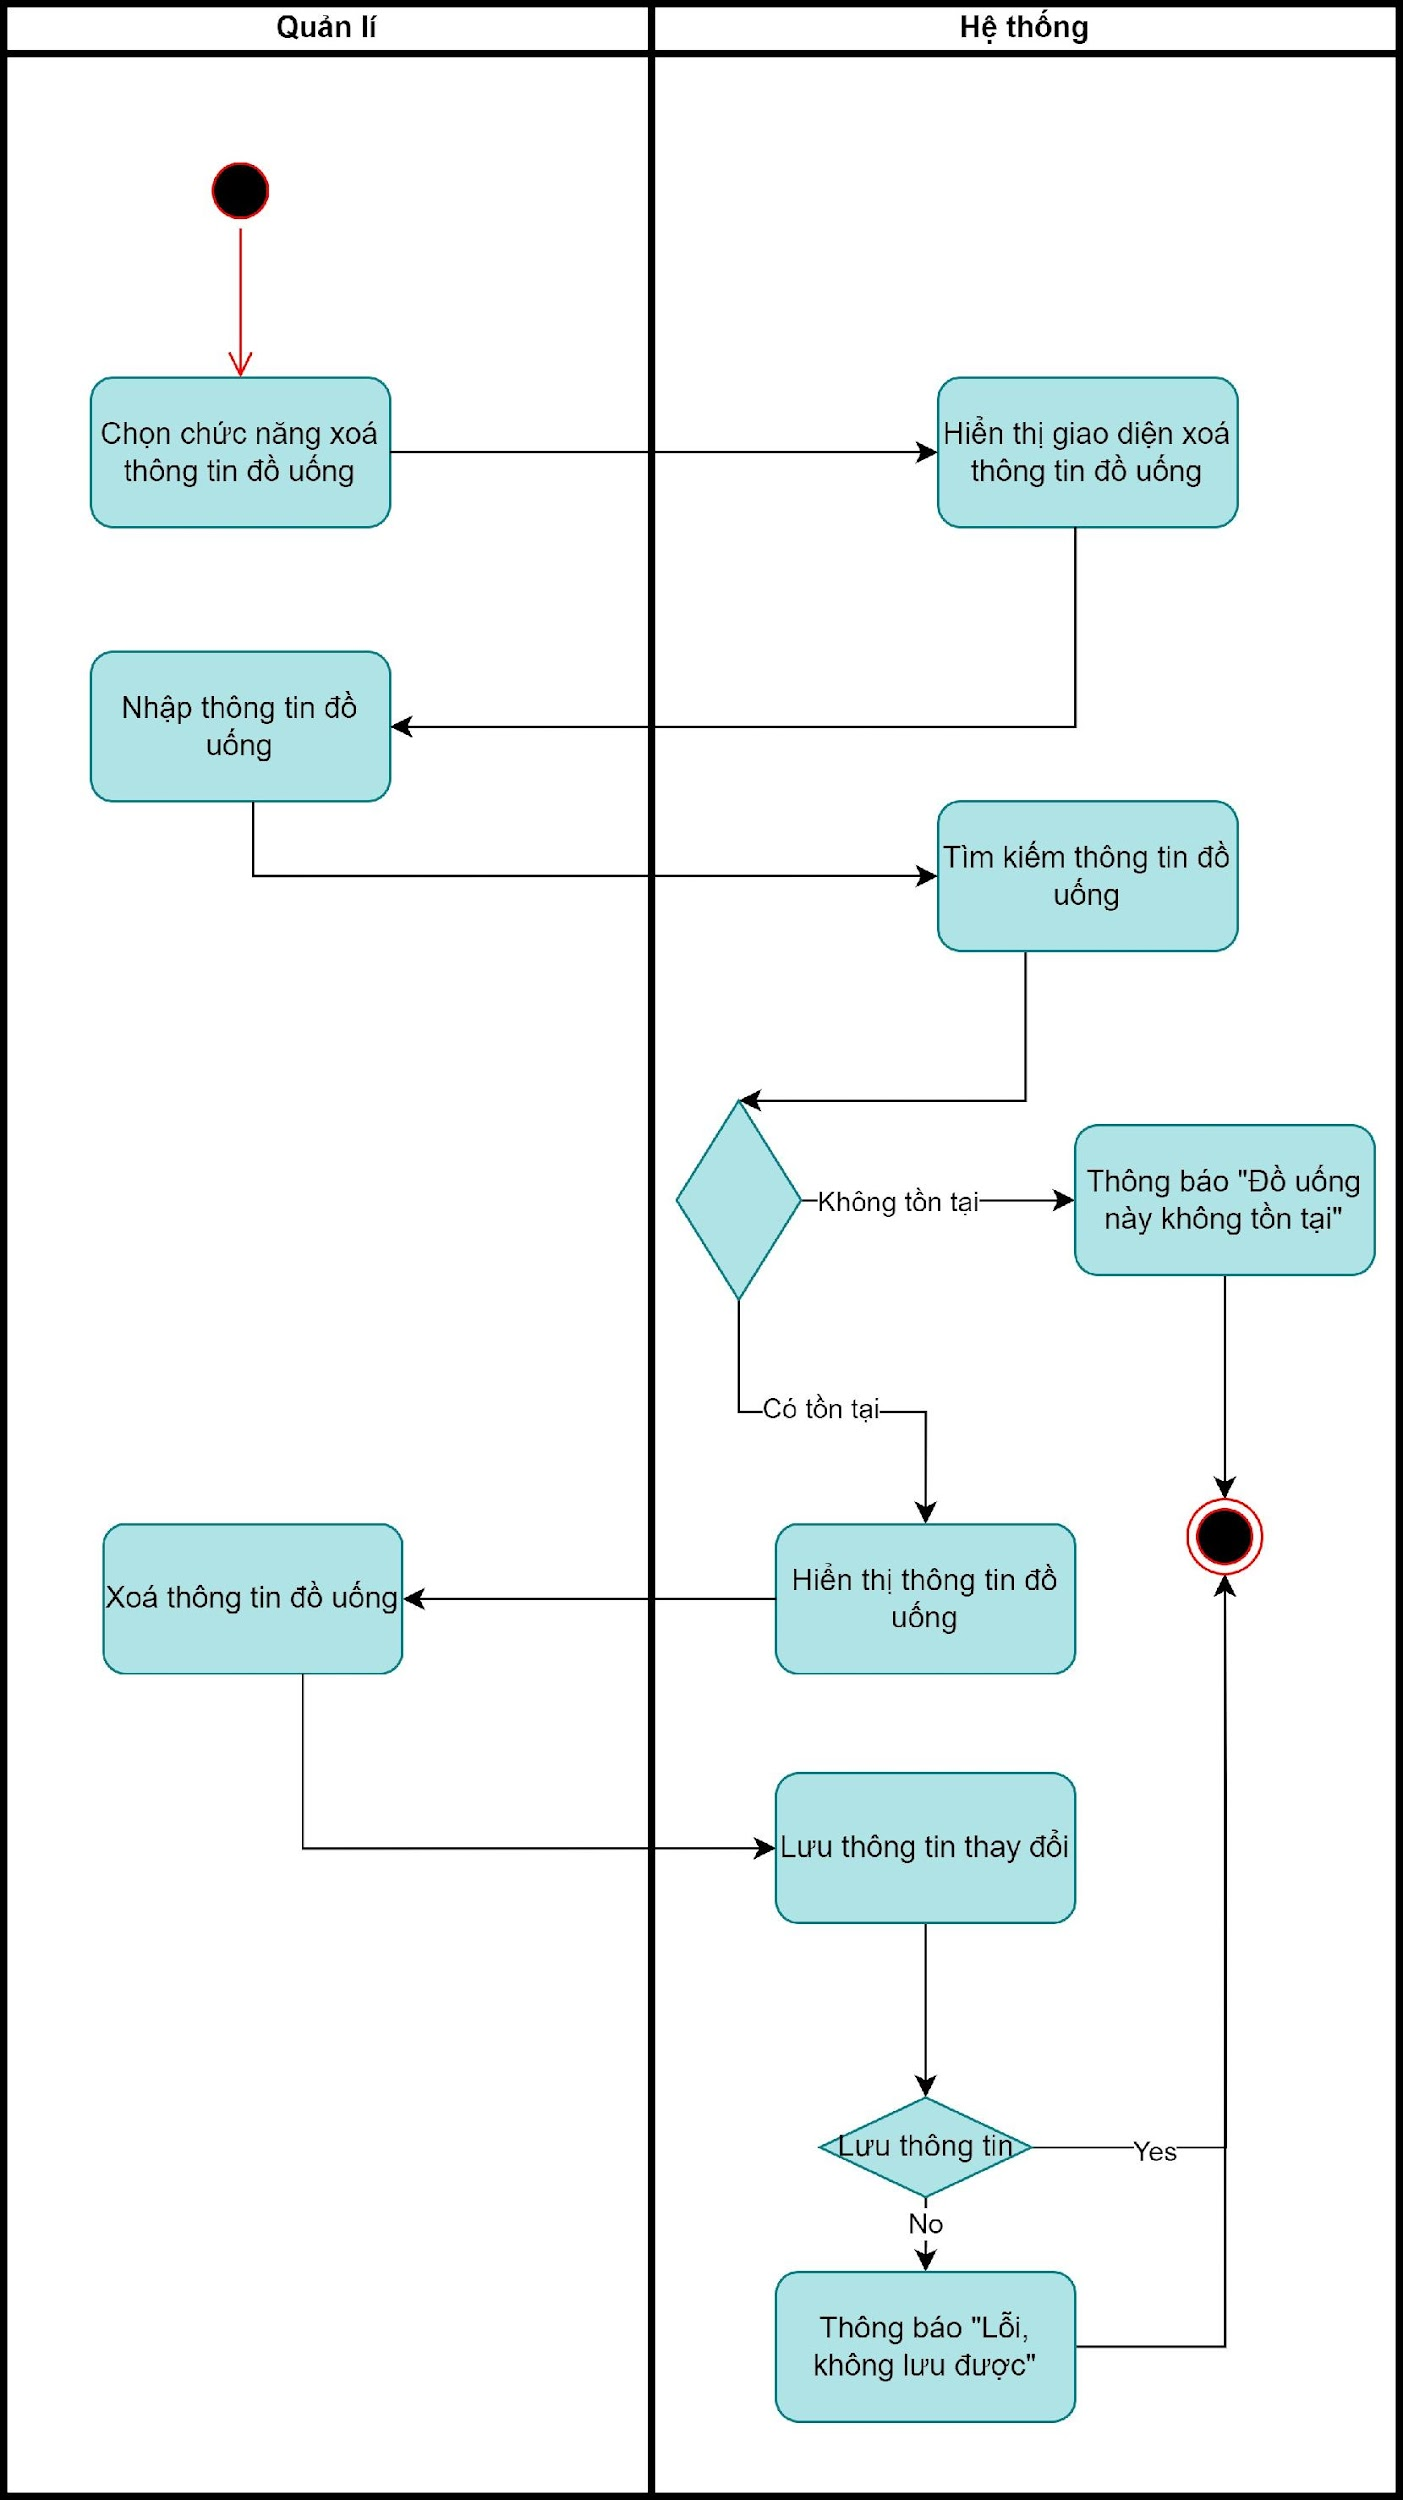 Quản lí
Hệ thống
Chọn chức năng xoá
thông tin đồ uống
Hiển thị giao diện xoá
thông tin đồ uống
Nhập thông tin đồ
uống
Tìm kiếm thông tin đồ
uống
Không tồn tại
Thông báo "Đồ uống
này không tồn tại"
Có tồn tại
Xoá thông tin đồ uống
Hiển thị thông tin đồ
uống
Lưu thông tin thay đổi
Lưu thông tin
Yes
No
Thông báo "Lỗi,
không lưu được"